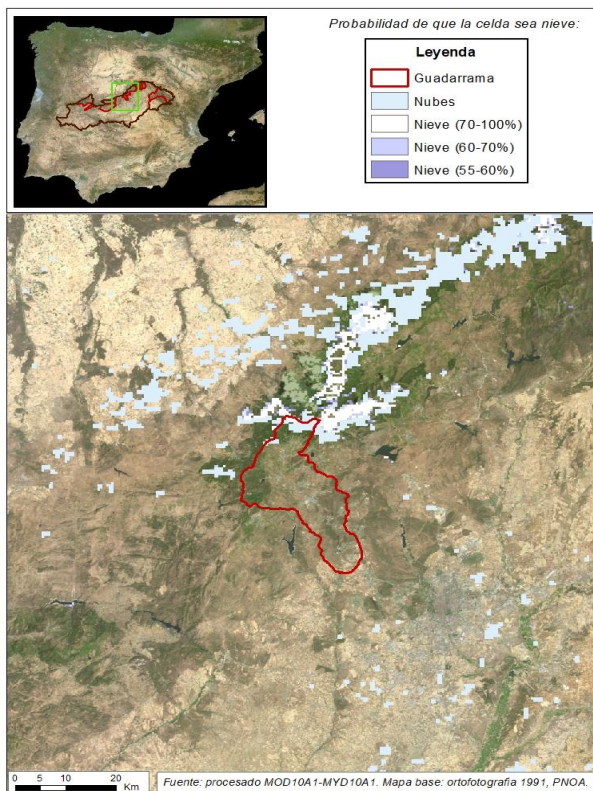 Probabilidad de que la celda sea nieve:
Leyenda
Guadarrama
Nubes
Nieve (70-100%)
Nieve (60-70%)
Nieve (55-60%)
0 5 10 20
Km
Fuente: procesado MOD10A1-MYD10A1. Mapa base: ortofotografia 1991, PNOA.